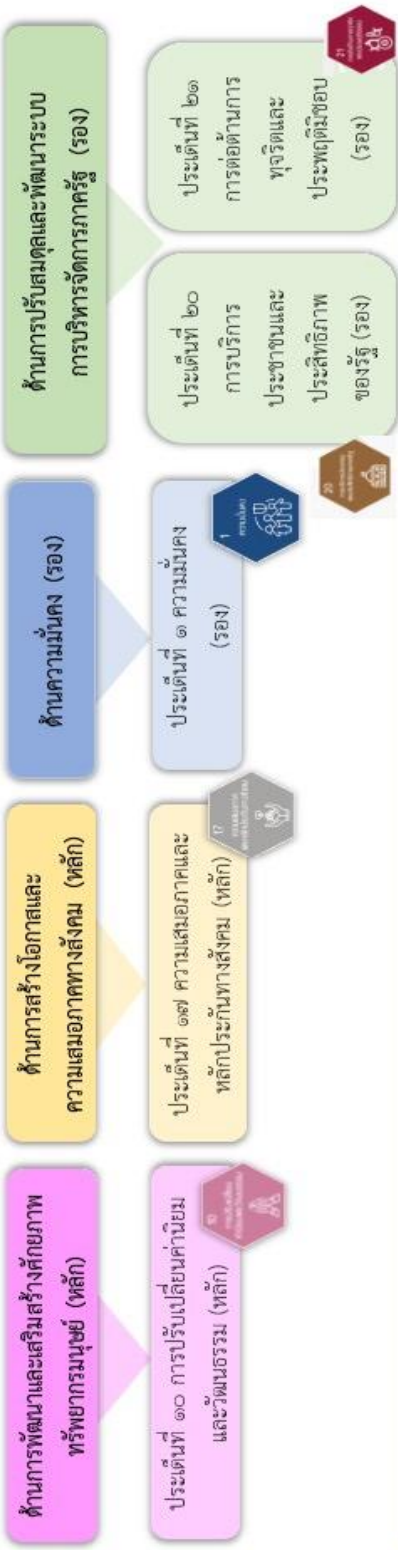 ด้านการพัฒนาและเสริมสร้างศักยภาพ
ทรัพยากรมนุษย์ (หลัก)
ประเด็นที่ ๑๐ การปรับเปลี่ยนค่านิยม
และวัฒนธรรม (หลัก)
10
ด้านการสร้างโอกาสและ
ความเสมอภาคทางสังคม (หลัก)
ประเด็นที่ ๑๗ ความเสมอภาคและ
หลักประกันทางสังคม (หลัก)
17
ด้านความมั่นคง (รอง)
ประเด็นที่ ๑ ความมั่นคง
(รอง)
1
ความมั่นคง
ด้านการปรับสมดุลและพัฒนาระบบ
การบริหารจัดการภาครัฐ (รอง)
ประเด็นที่ ๒๐
การบริการ
ประชาชนและ
ประสิทธิภาพ
ของรัฐ (รอง)
20
ประเด็นที่ ๒๑
การต่อต้านการ
ทุจริตและ
ประพฤติมิชอบ
(รอง)
21